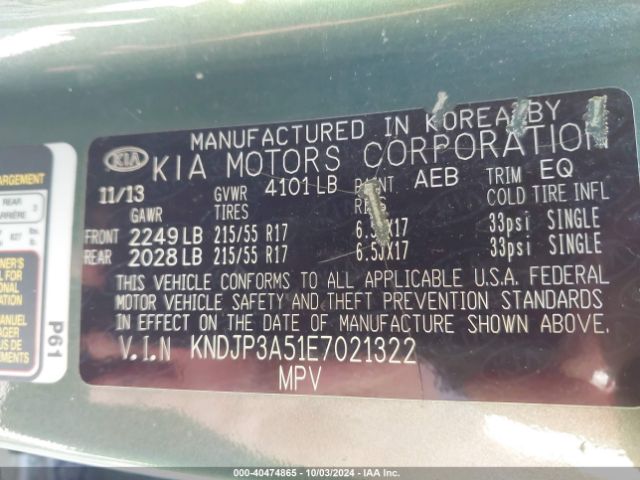 MANUFACTURED IN KOREA BY
KIA KIA MOTORS CORPORATION
11/13 GVWR 4101 LB AEB TRIM EQ
GAWR TIRES COLD TIRE INFL
FRONT 2249 LB 215/55 R17 33psi SINGLE
REAR 2028 LB 215/55 R17 6.5JX17 33psi SINGLE
THIS VEHICLE CONFORMS TO ALL APPLICABLE U.S.A. FEDERAL
MOTOR VEHICLE SAFETY AND THEFT PREVENTION STANDARDS
IN EFFECT ON THE DATE OF MANUFACTURE SHOWN ABOVE.
V.I.N KNDJP3A51E7021322
MPV
REAR
P61
000-40474865 - 10/03/2024 - IAA Inc.